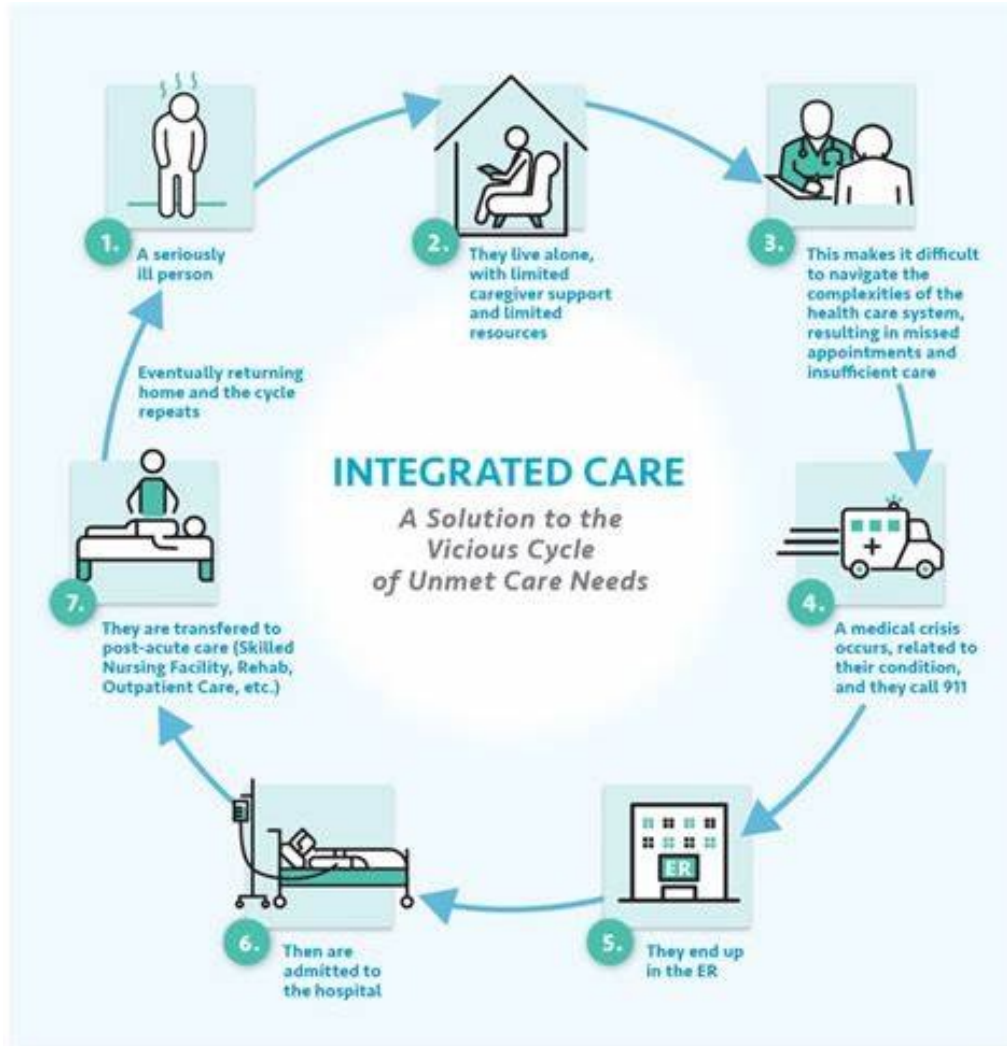 1.
A seriously
ill person
2.
They live alone,
with limited
caregiver support
and limited
resources
3.
This makes it difficult
to navigate the
complexities of the
health care system,
resulting in missed
appointments and
insufficient care
4.
A medical crisis
occurs, related to
their condition,
and they call 911
ER
5.
They end up
in the ER
6.
Then are
admitted to
the hospital
7.
They are transfered to
post-acute care (Skilled
Nursing Facility, Rehab,
Outpatient Care, etc.)
Eventually returning
home and the cycle
repeats
INTEGRATED CARE
A Solution to the
Vicious Cycle
of Unmet Care Needs